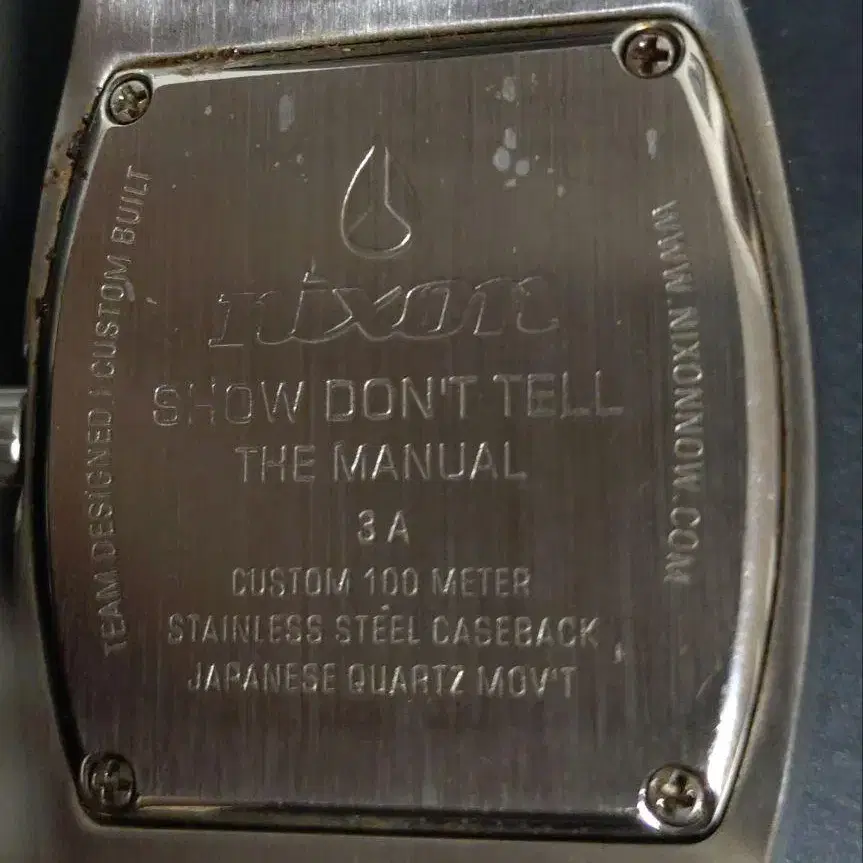 TEAM DESIGNED / CUSTOM BUILT
nixon
SHOW DON'T TELL
THE MANUAL
3 A
CUSTOM 100 METER
STAINLESS STEEL CASEBACK
JAPANESE QUARTZ MOV'T
WWW.NIXONNOW.COM